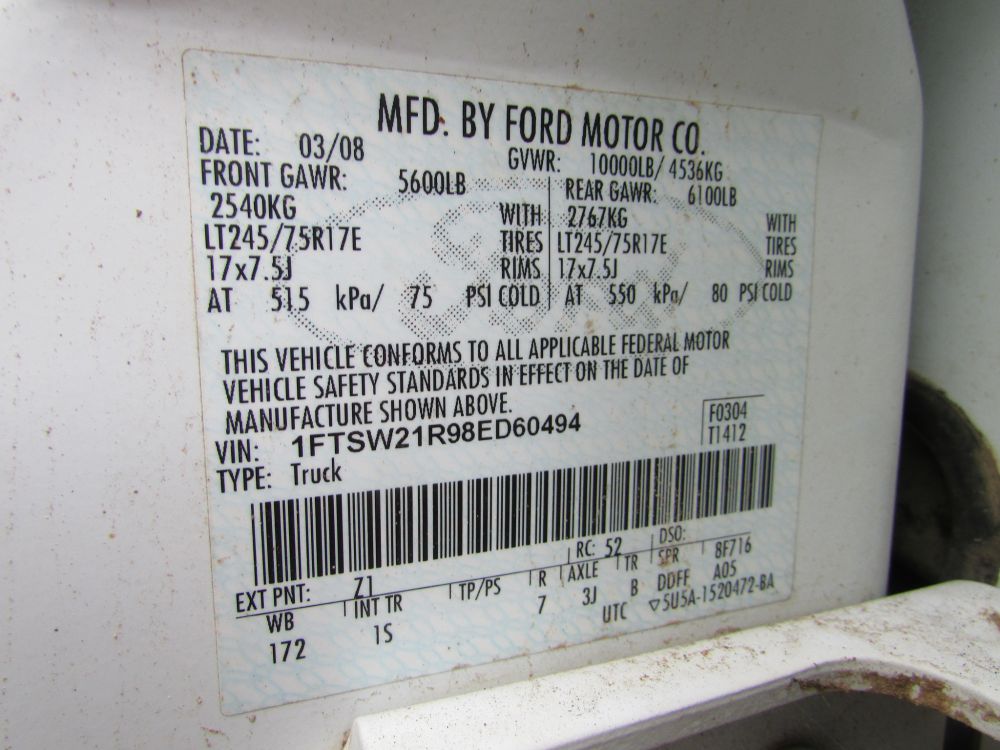 MFD. BY FORD MOTOR CO.
DATE: 03/08 GVWR: 10000LB/ 4536KG
FRONT GAWR: 5600LB REAR GAWR: 6100LB
2540KG WITH 2767KG WITH
LT245/75R17E TIRES LT245/75R17E TIRES
17x7.5J RIMS 17x7.5J RIMS
AT 515 kPa/ 75 PSI COLD AT 550 kPa/ 80 PSI COLD
THIS VEHICLE CONFORMS TO ALL APPLICABLE FEDERAL MOTOR
VEHICLE SAFETY STANDARDS IN EFFECT ON THE DATE OF
MANUFACTURE SHOWN ABOVE.
VIN: 1FTSW21R98ED60494 F0304
TYPE: Truck T1412
EXT PNT: Z1 RC: 52 DSO:
WB INT TR TP/PS R AXLE TR SPR 8F716
172 1S 7 3J B DDFF A05
UTC ▽5U5A-1520472-BA